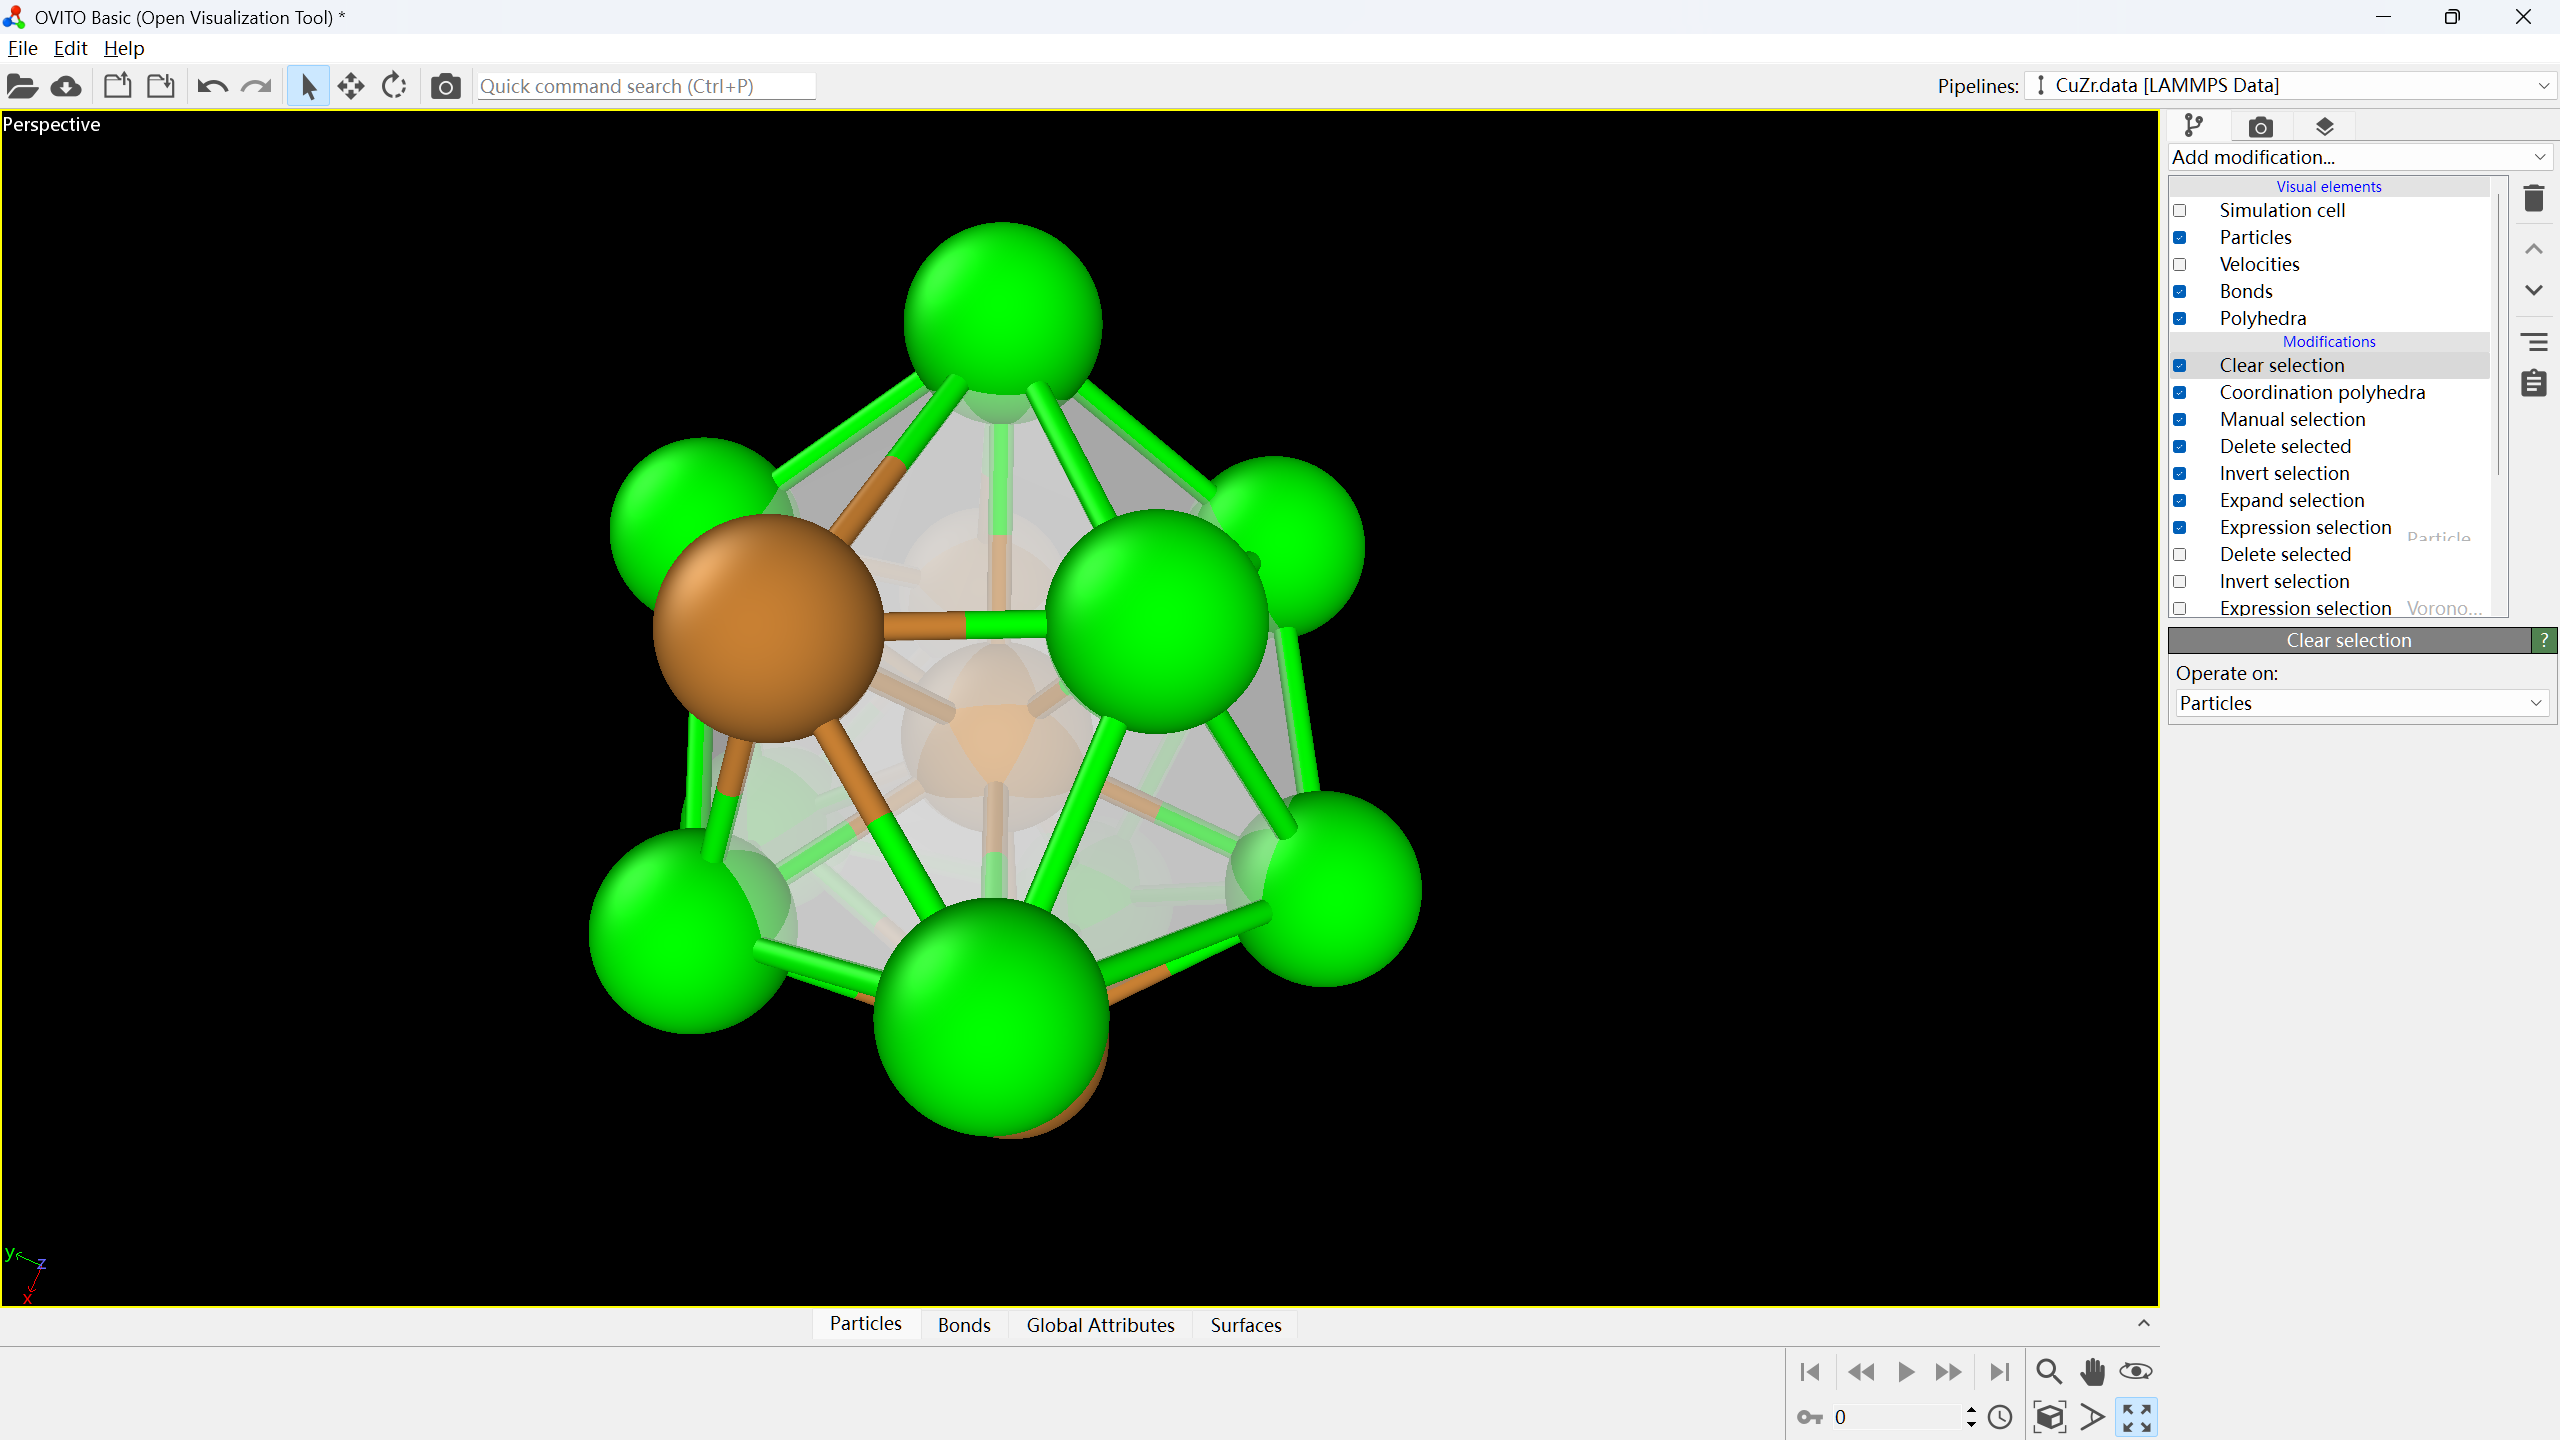 OVITO Basic (Open Visualization Tool) *
File Edit Help
Quick command search (Ctrl+P)
Pipelines: CuZr.data [LAMMPS Data]
Perspective
Add modification...
Visual elements
Simulation cell
Particles
Velocities
Bonds
Polyhedra
Modifications
Clear selection
Coordination polyhedra
Manual selection
Delete selected
Invert selection
Expand selection
Expression selection Particle
Delete selected
Invert selection
Expression selection Vorono...
Clear selection ?
Operate on:
Particles
y z
x
Particles Bonds Global Attributes Surfaces
0